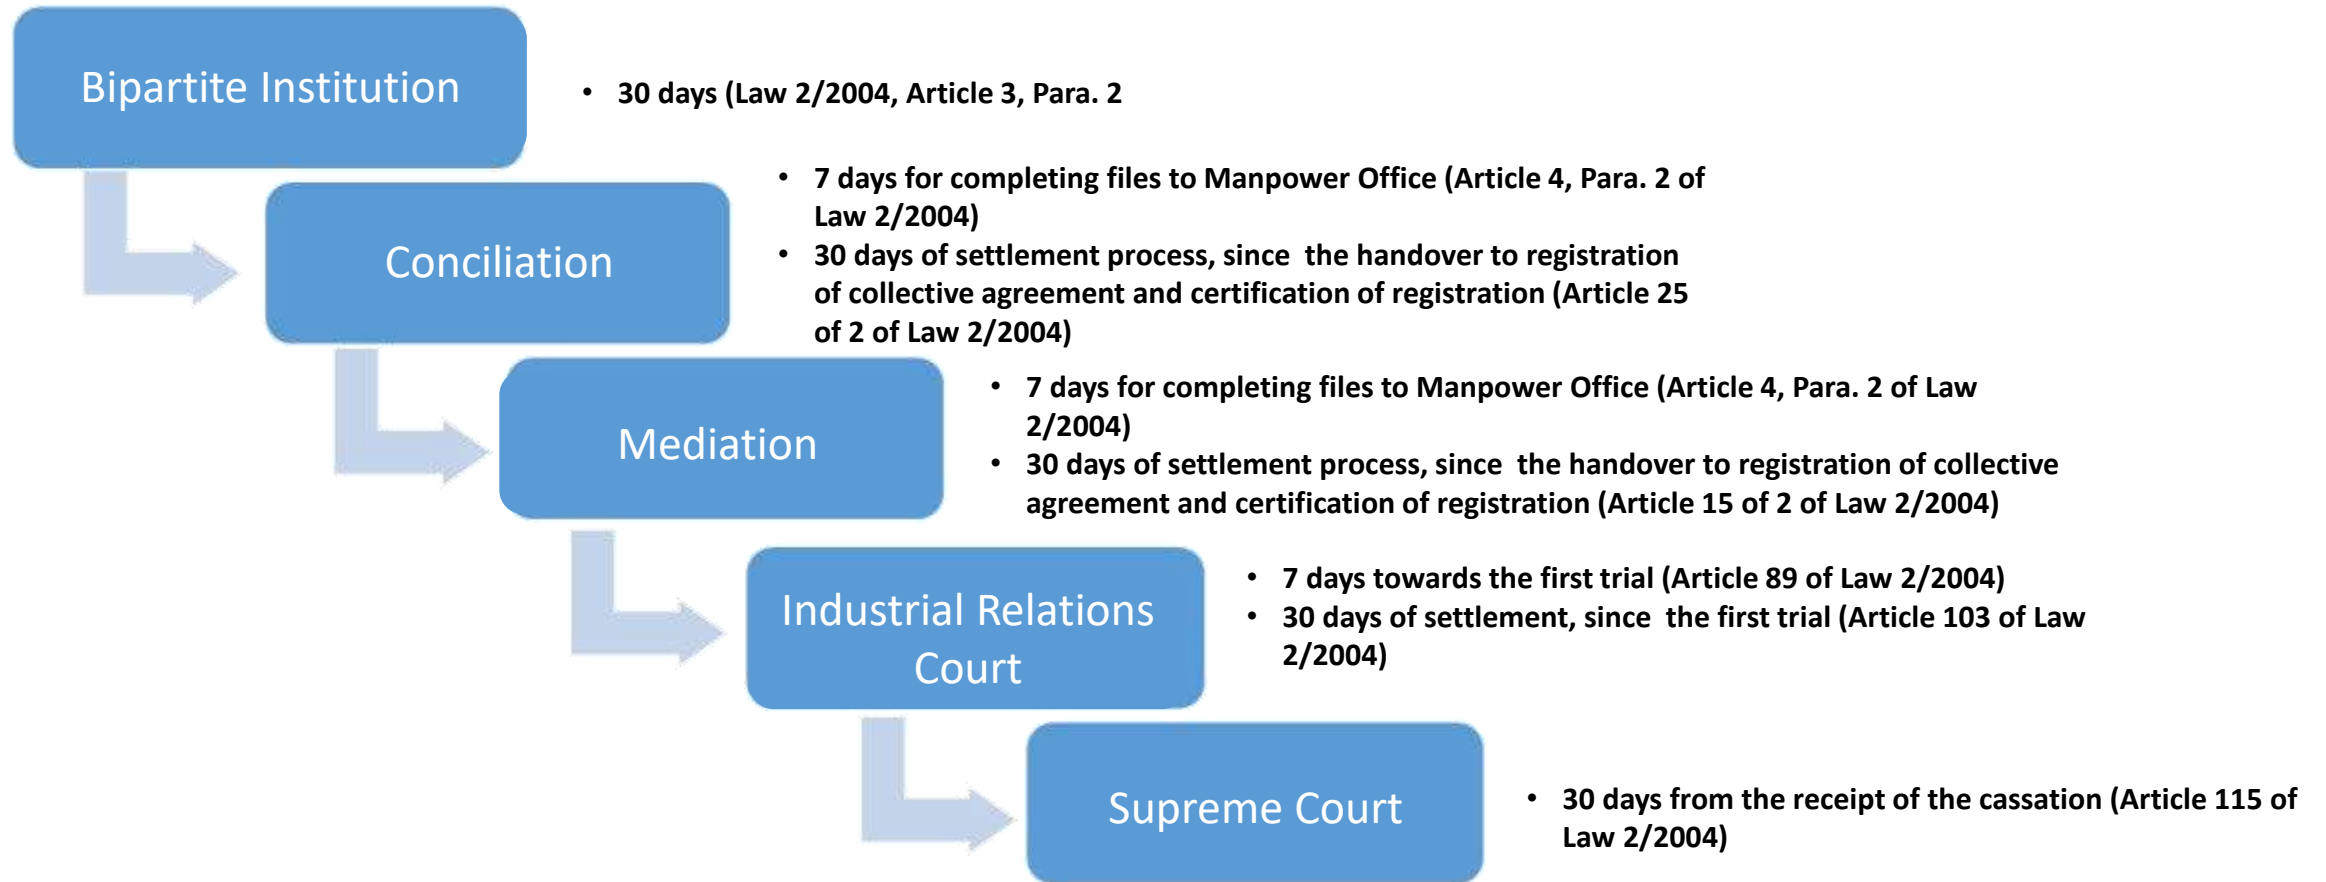 Bipartite Institution
• 30 days (Law 2/2004, Article 3, Para. 2
Conciliation
• 7 days for completing files to Manpower Office (Article 4, Para. 2 of
Law 2/2004)
• 30 days of settlement process, since the handover to registration
of collective agreement and certification of registration (Article 25
of 2 of Law 2/2004)
Mediation
• 7 days for completing files to Manpower Office (Article 4, Para. 2 of Law
2/2004)
• 30 days of settlement process, since the handover to registration of collective
agreement and certification of registration (Article 15 of 2 of Law 2/2004)
Industrial Relations
Court
• 7 days towards the first trial (Article 89 of Law 2/2004)
• 30 days of settlement, since the first trial (Article 103 of Law
2/2004)
Supreme Court
• 30 days from the receipt of the cassation (Article 115 of
Law 2/2004)